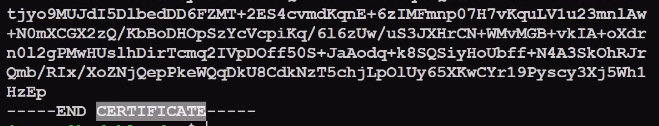 tjyo9MUJdI5DlbedDD6FZMT+2ES4cvmdKqnE+6zIMFmnp07H7vKquLV1u23mnlAw
+N0mXCGX2zQ/KbBoDHOpSzYcVcpiKq/6l6zUw/uS3JXHrCN+WMvMGB+vkIA+oXdr
n0l2gPMwHUslhDirTcmq2IVpDOff50S+JaAodq+k8SQSiyHoUbff+N4A3SkOhRJr
Qmb/RIx/XoZNjQepPkeWQqDkU8CdkNzT5chjLpOlUy65XKwCYr19Pyscy3Xj5Wh1
HzEp
-----END CERTIFICATE-----